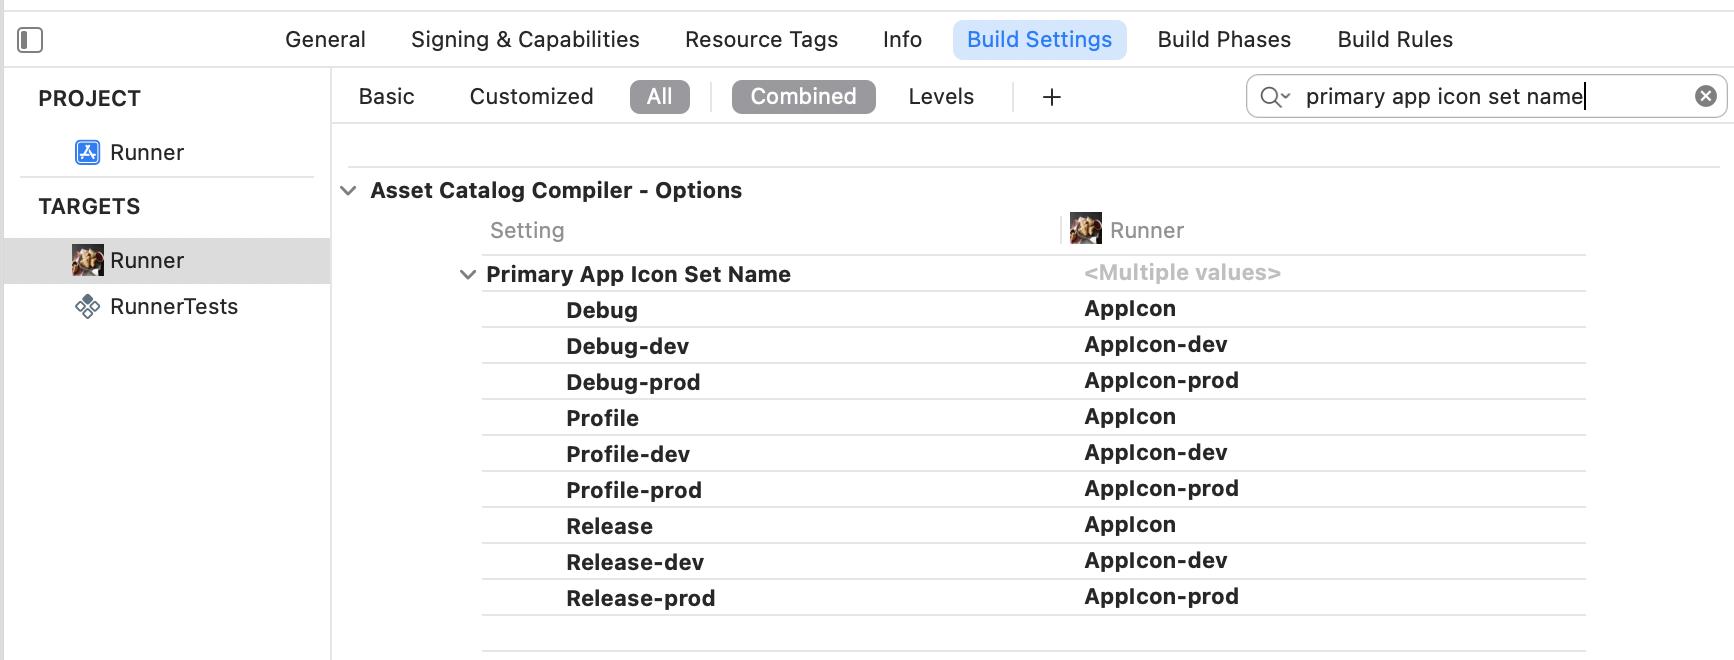 General Signing & Capabilities Resource Tags Info Build Settings Build Phases Build Rules
PROJECT
Runner
TARGETS
Runner
RunnerTests
Basic Customized All Combined Levels + primary app icon set name
Asset Catalog Compiler - Options
Setting Runner
Primary App Icon Set Name <Multiple values>
Debug AppIcon
Debug-dev AppIcon-dev
Debug-prod AppIcon-prod
Profile AppIcon
Profile-dev AppIcon-dev
Profile-prod AppIcon-prod
Release AppIcon
Release-dev AppIcon-dev
Release-prod AppIcon-prod